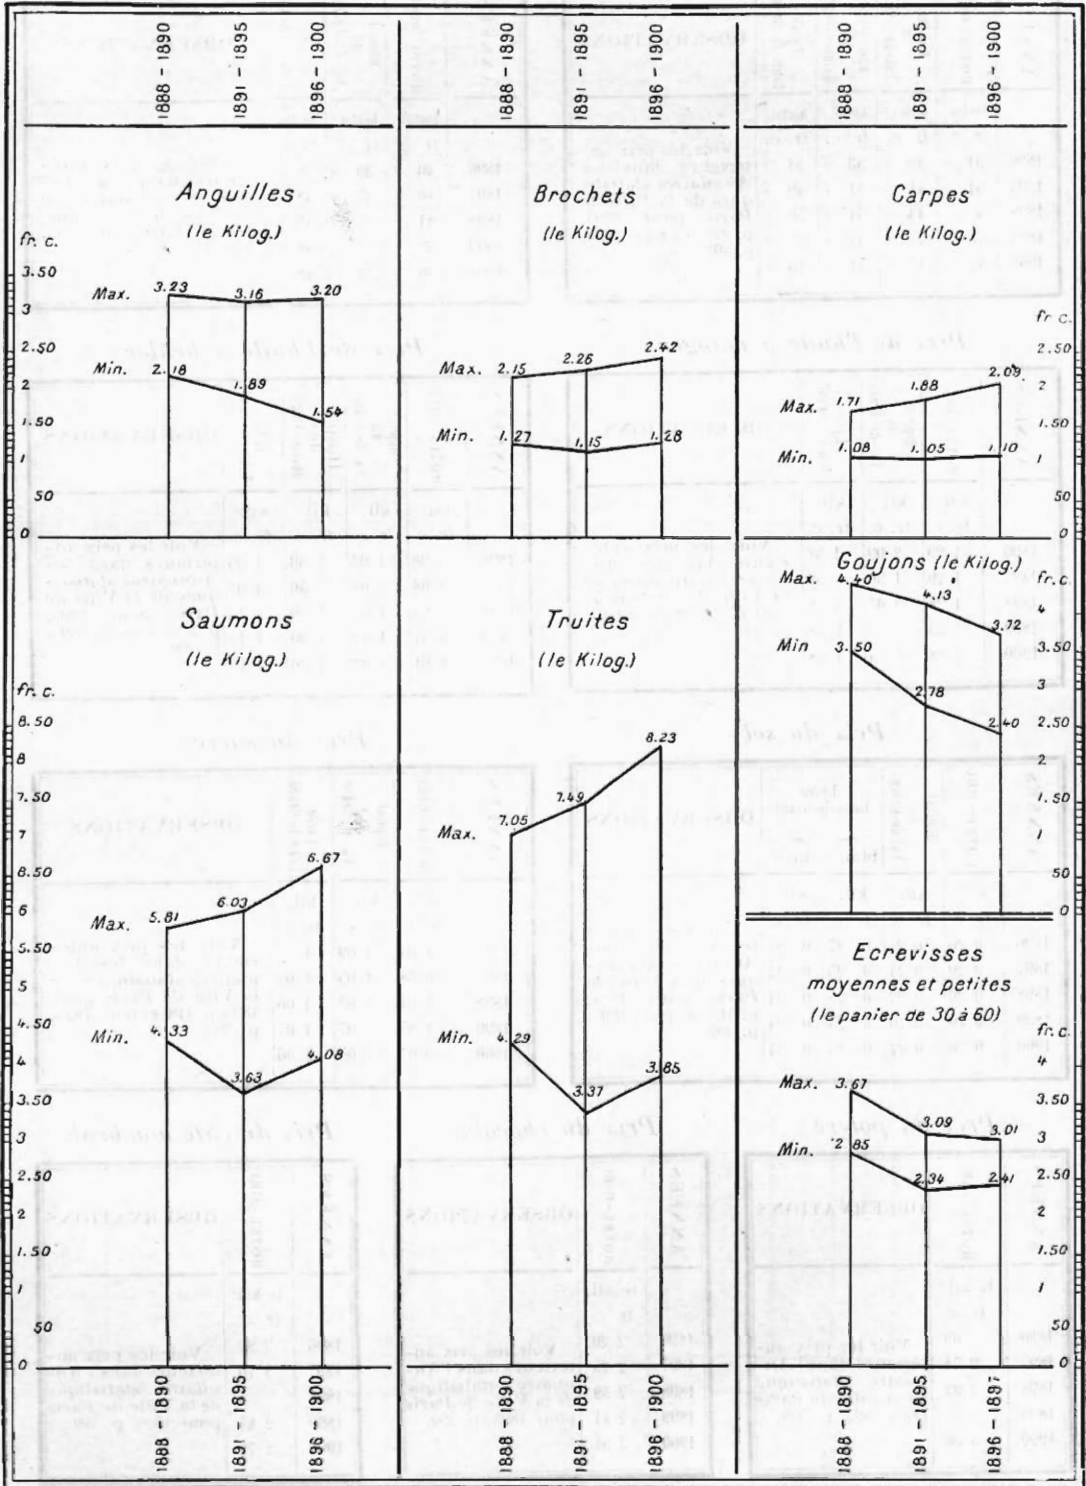 1888 - 1890
1891 - 1895
1896 - 1900
1888 - 1890
1891 - 1895
1896 - 1900
1888 - 1890
1891 - 1895
1896 - 1900
Anguilles
(le Kilog.)
fr. c.
3.50
3
2.50
2
1.50
1
50
0
Max.
3.23
3.16
3.20
Min.
2.18
1.89
1.54
Brochets
(le Kilog.)
Max.
2.15
2.26
2.42
Min.
1.27
1.15
1.28
Carpes
(le Kilog.)
fr c.
2.50
2
1.50
1
50
0
Max.
1.71
1.88
2.09
Min.
1.08
1.05
1.10
Saumons
(le Kilog.)
fr. c.
8.50
8
7.50
7
6.50
6
5.50
5
4.50
4
3.50
3
2.50
2
1.50
1
50
0
Max.
5.81
6.03
6.67
Min.
4.33
3.63
4.08
Truites
(le Kilog.)
Max.
7.05
7.49
8.23
Min.
4.29
3.37
3.85
Goujons (le Kilog.)
fr. c.
4
3.50
3
2.50
2
1.50
1
50
0
Max.
4.40
4.13
3.72
Min
3.50
2.78
2.40
Ecrevisses
moyennes et petites
(le panier de 30 à 60)
fr. c.
4
3.50
3
2.50
2
1.50
1
50
0
Max.
3.67
3.09
3.01
Min.
2.85
2.34
2.41
1888 - 1890
1891 - 1895
1896 - 1900
1888 - 1890
1891 - 1895
1896 - 1900
1888 - 1890
1891 - 1895
1896 - 1897